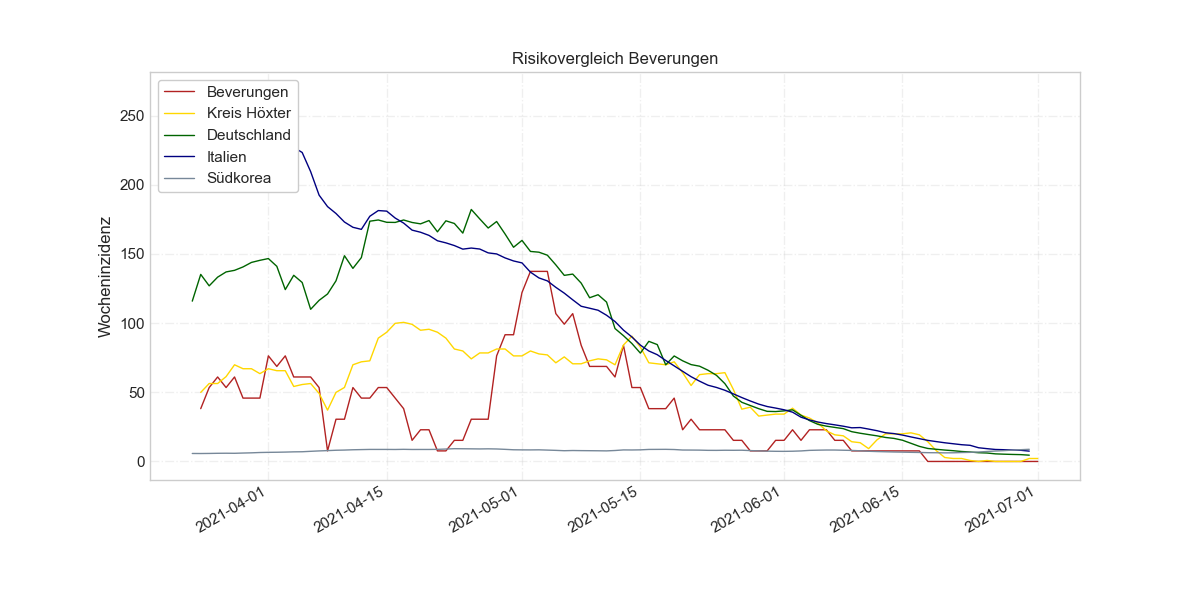 Risikovergleich Beverungen
Beverungen
Kreis Höxter
Deutschland
Italien
Südkorea
Wocheninzidenz
250
200
150
100
50
0
2021-04-01
2021-04-15
2021-05-01
2021-05-15
2021-06-01
2021-06-15
2021-07-01